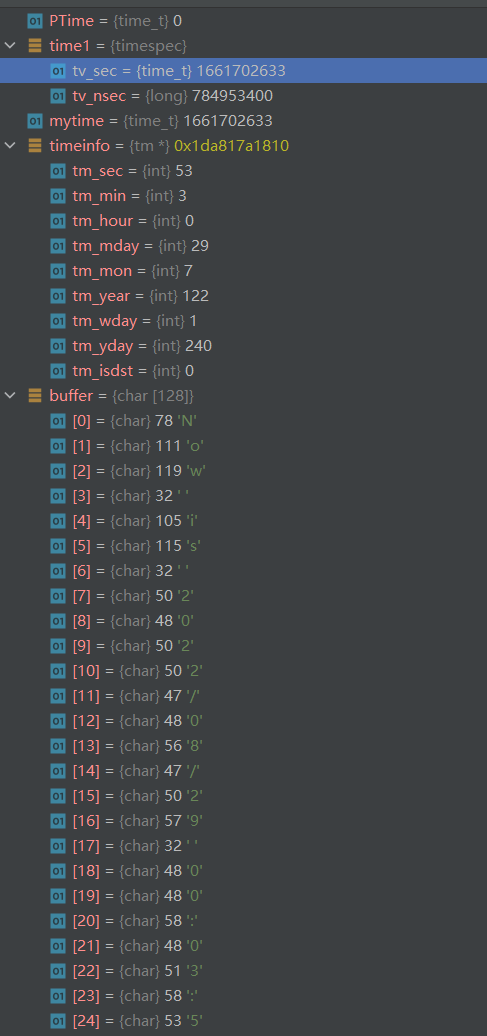 01 PTime = {time_t} 0
time1 = {timespec}
01 tv_sec = {time_t} 1661702633
01 tv_nsec = {long} 784953400
01 mytime = {time_t} 1661702633
timeinfo = {tm *} 0x1da817a1810
01 tm_sec = {int} 53
01 tm_min = {int} 3
01 tm_hour = {int} 0
01 tm_mday = {int} 29
01 tm_mon = {int} 7
01 tm_year = {int} 122
01 tm_wday = {int} 1
01 tm_yday = {int} 240
01 tm_isdst = {int} 0
buffer = {char [128]}
01 [0] = {char} 78 'N'
01 [1] = {char} 111 'o'
01 [2] = {char} 119 'w'
01 [3] = {char} 32 ' '
01 [4] = {char} 105 'i'
01 [5] = {char} 115 's'
01 [6] = {char} 32 ' '
01 [7] = {char} 50 '2'
01 [8] = {char} 48 '0'
01 [9] = {char} 50 '2'
01 [10] = {char} 50 '2'
01 [11] = {char} 47 '/'
01 [12] = {char} 48 '0'
01 [13] = {char} 56 '8'
01 [14] = {char} 47 '/'
01 [15] = {char} 50 '2'
01 [16] = {char} 57 '9'
01 [17] = {char} 32 ' '
01 [18] = {char} 48 '0'
01 [19] = {char} 48 '0'
01 [20] = {char} 58 ':'
01 [21] = {char} 48 '0'
01 [22] = {char} 51 '3'
01 [23] = {char} 58 ':'
01 [24] = {char} 53 '5'